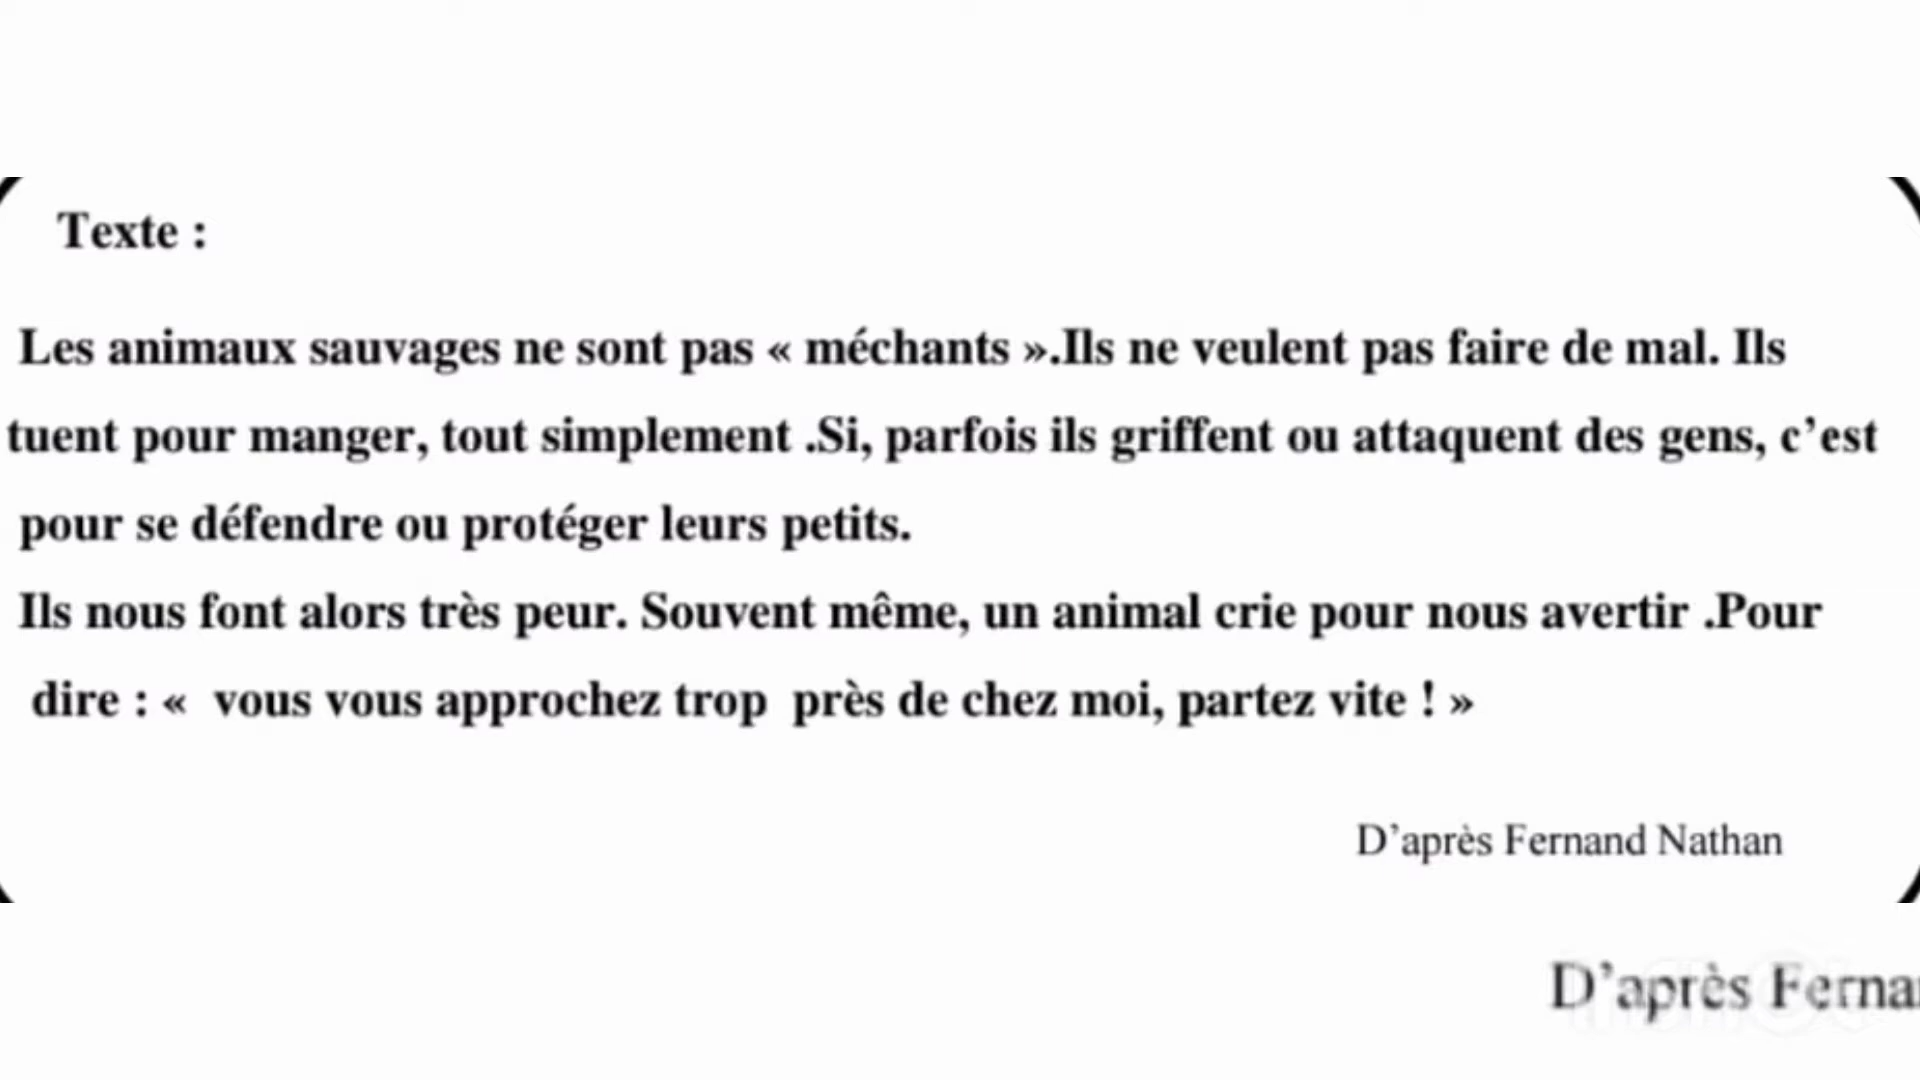 Texte :
Les animaux sauvages ne sont pas « méchants ».Ils ne veulent pas faire de mal. Ils
tuent pour manger, tout simplement .Si, parfois ils griffent ou attaquent des gens, c’est
pour se défendre ou protéger leurs petits.
Ils nous font alors très peur. Souvent même, un animal crie pour nous avertir .Pour
dire : «  vous vous approchez trop  près de chez moi, partez vite ! »
D’après Fernand Nathan
D’après